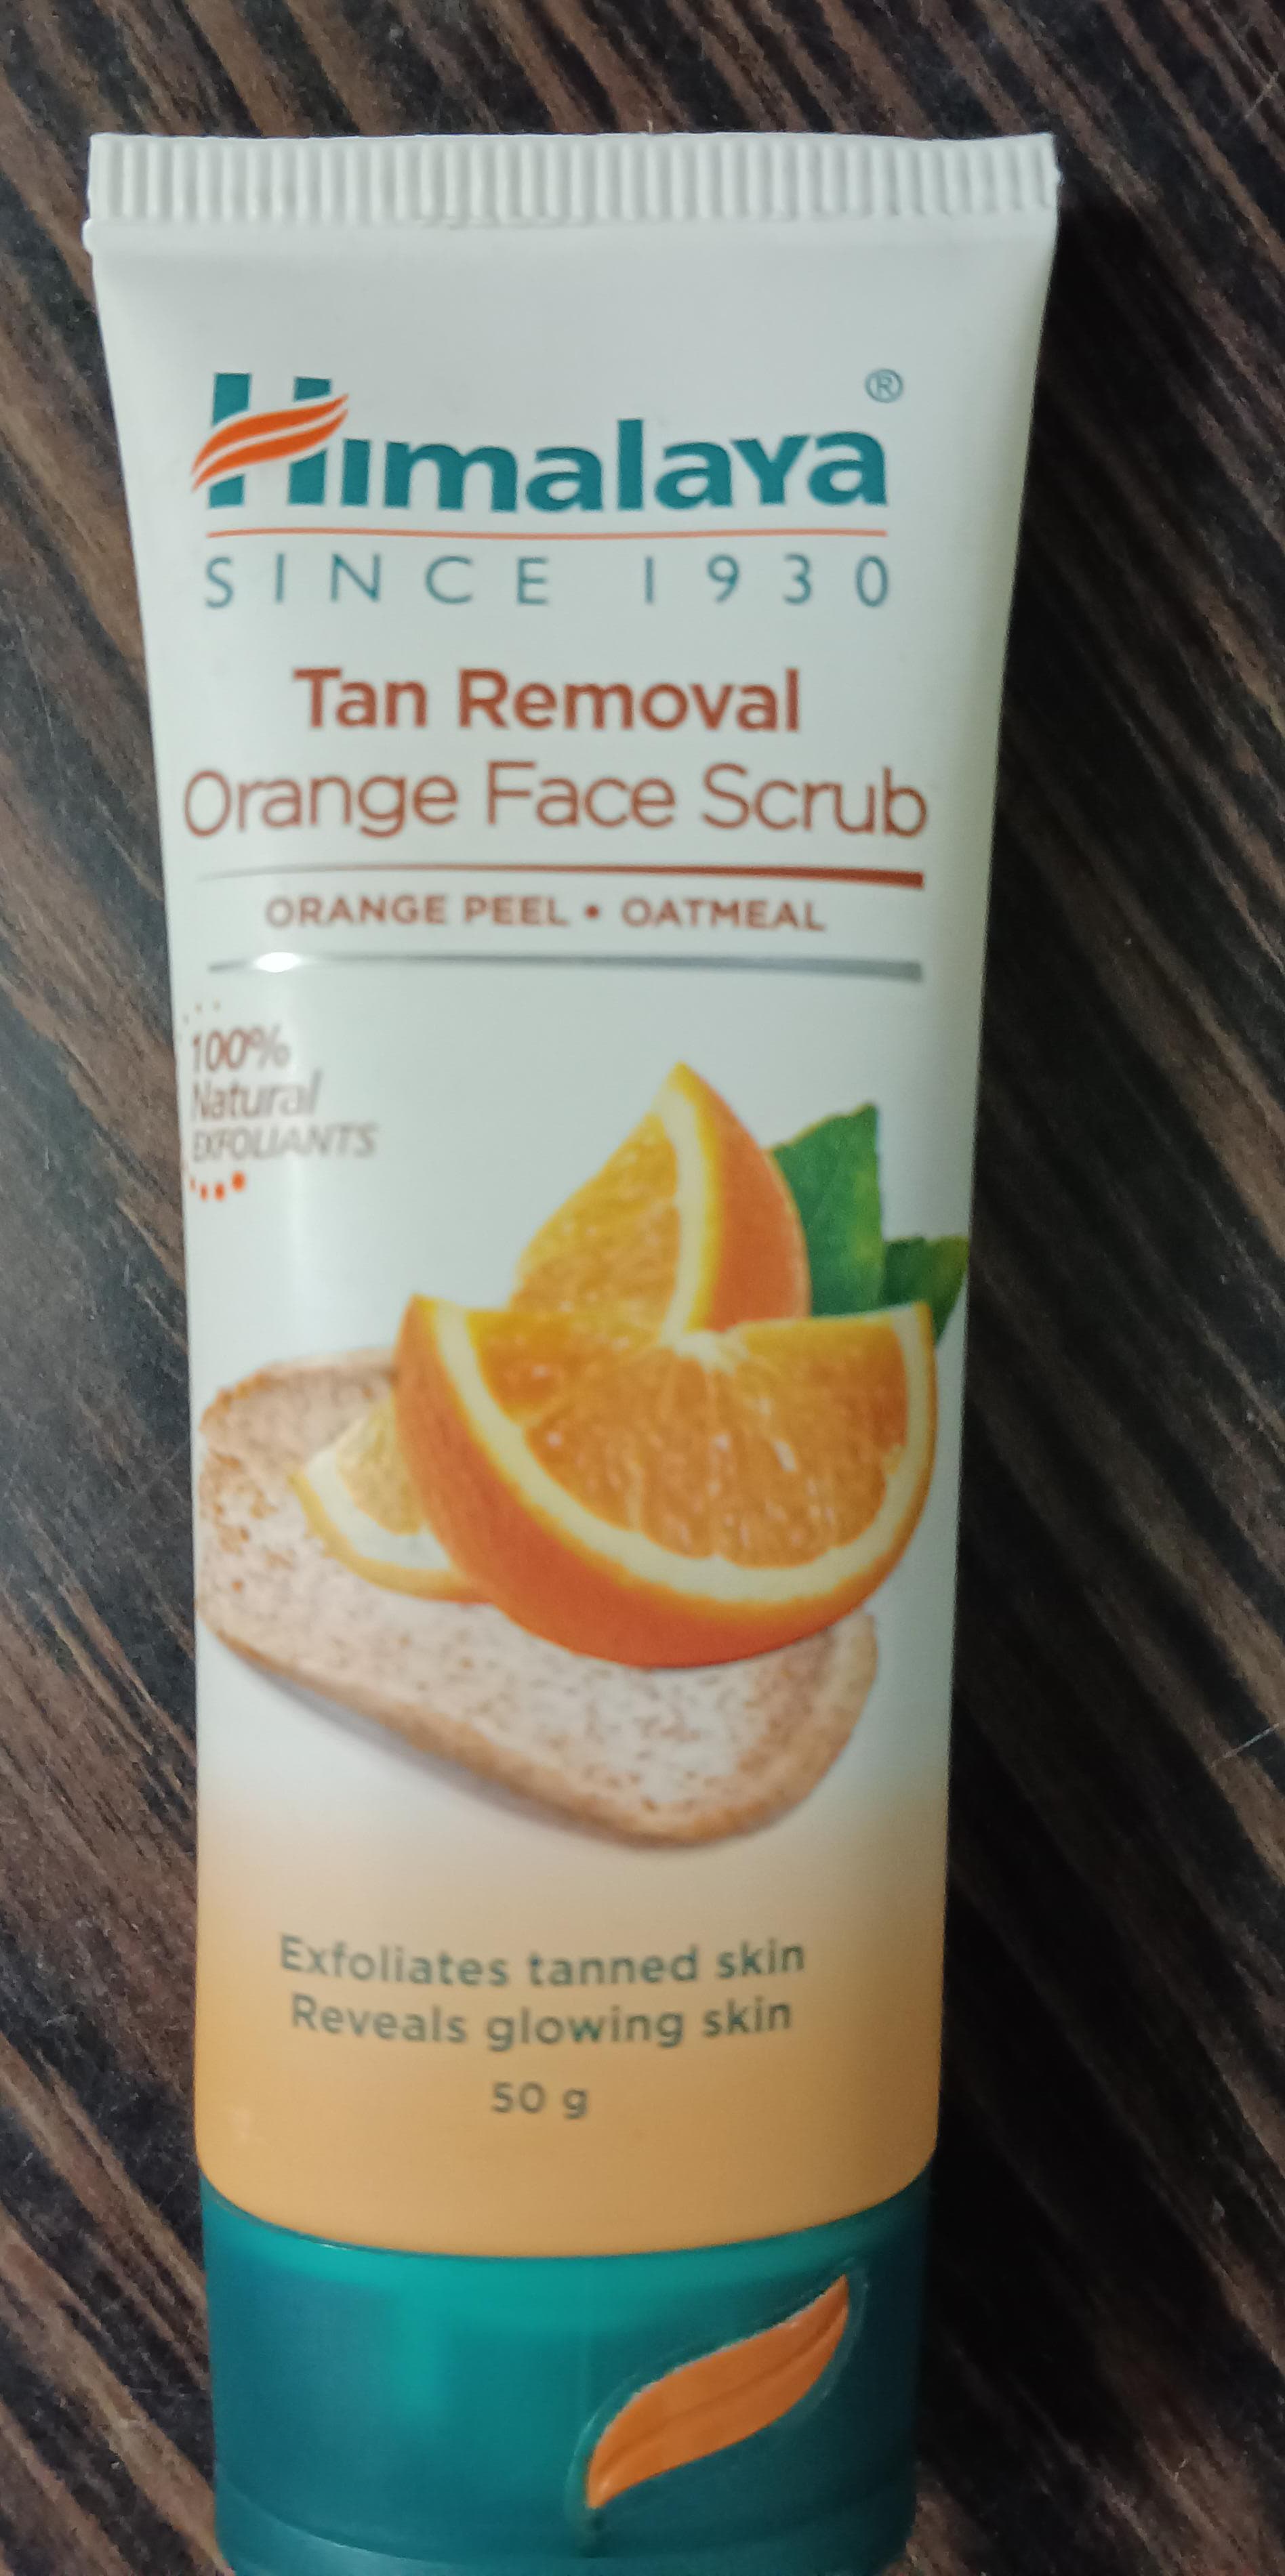 Himalaya®
SINCE 1930
Tan Removal
Orange Face Scrub
ORANGE PEEL • OATMEAL
100%
Natural
EXFOLIANTS
Exfoliates tanned skin
Reveals glowing skin
50 g